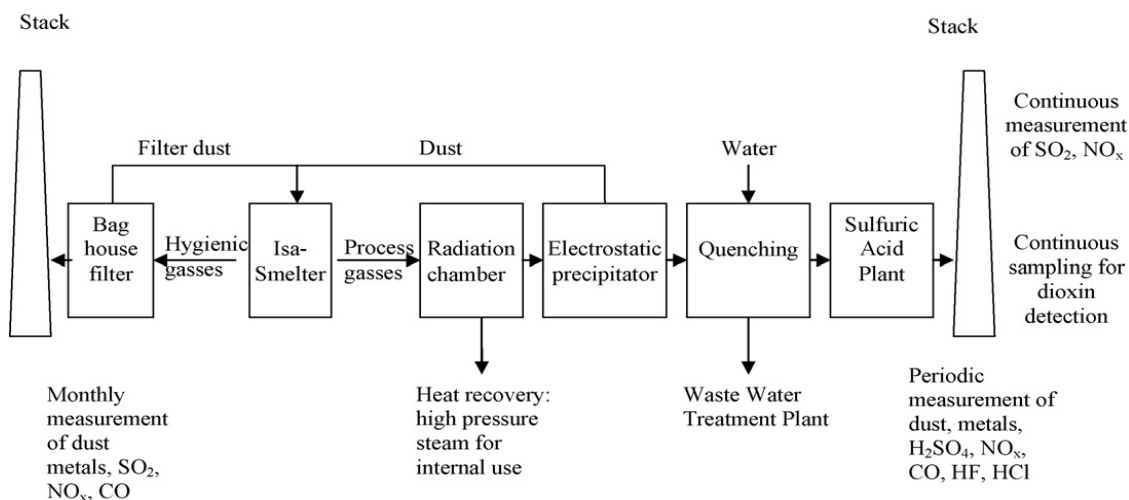 Stack
Stack
Continuous
measurement
of SO₂, NOₓ
Filter dust
Dust
Water
Bag
house
filter
Hygienic
gasses
Isa-
Smelter
Process
gasses
Radiation
chamber
Electrostatic
precipitator
Quenching
Sulfuric
Acid
Plant
Continuous
sampling for
dioxin
detection
Monthly
measurement
of dust
metals, SO₂,
NOₓ, CO
Heat recovery:
high pressure
steam for
internal use
Waste Water
Treatment Plant
Periodic
measurement of
dust, metals,
H₂SO₄, NOₓ,
CO, HF, HCl